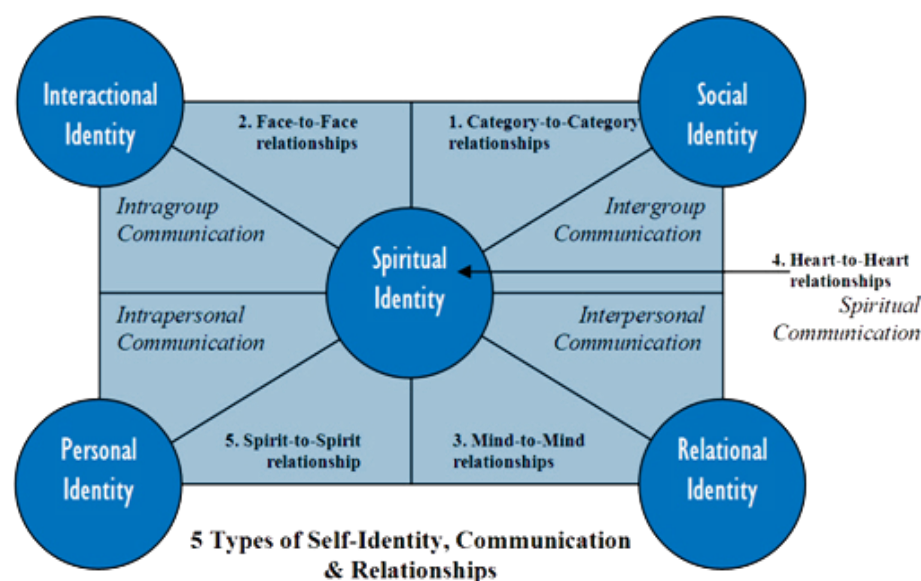 Interactional
Identity
2. Face-to-Face
relationships
1. Category-to-Category
relationships
Social
Identity
Intragroup
Communication
Intergroup
Communication
Spiritual
Identity
4. Heart-to-Heart
relationships
Spiritual
Communication
Intrapersonal
Communication
Interpersonal
Communication
Personal
Identity
5. Spirit-to-Spirit
relationship
3. Mind-to-Mind
relationships
Relational
Identity
5 Types of Self-Identity, Communication
& Relationships